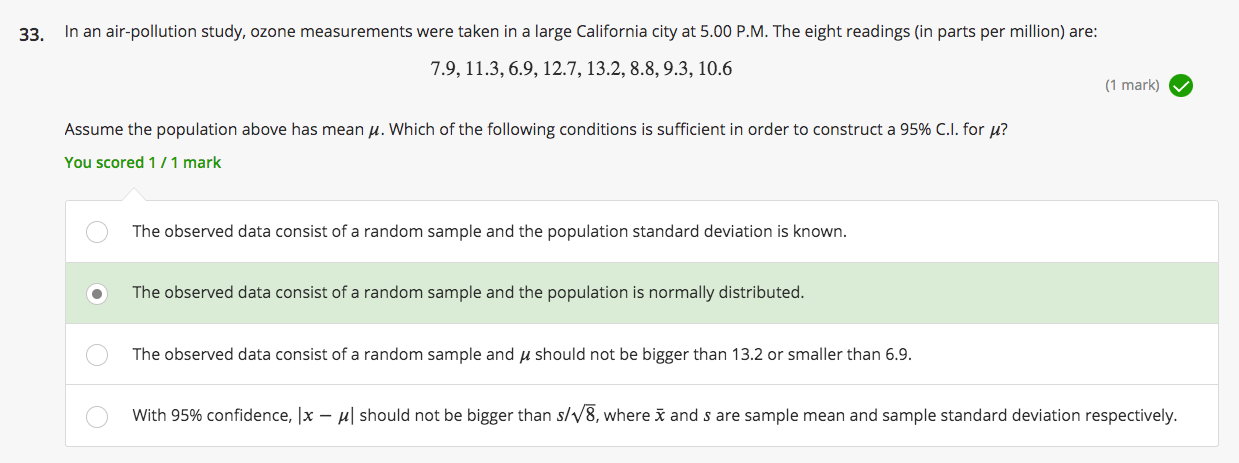 33. In an air-pollution study, ozone measurements were taken in a large California city at 5.00 P.M. The eight readings (in parts per million) are:
7.9, 11.3, 6.9, 12.7, 13.2, 8.8, 9.3, 10.6
(1 mark)
Assume the population above has mean μ. Which of the following conditions is sufficient in order to construct a 95% C.I. for μ?
You scored 1 / 1 mark
The observed data consist of a random sample and the population standard deviation is known.
The observed data consist of a random sample and the population is normally distributed.
The observed data consist of a random sample and μ should not be bigger than 13.2 or smaller than 6.9.
With 95% confidence, |x − μ| should not be bigger than s/√8, where x̄ and s are sample mean and sample standard deviation respectively.